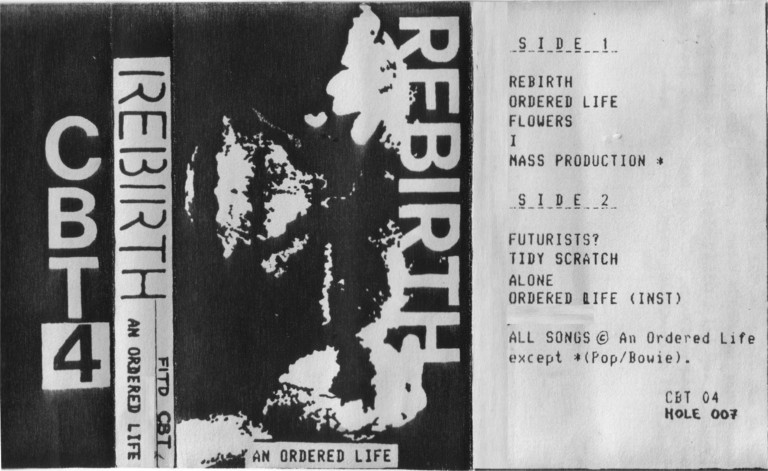 CBT
4
REBIRTH
AN ORDERED LIFE
FITD CBT
REBIRTH
AN ORDERED LIFE
SIDE 1
REBIRTH
ORDERED LIFE
FLOWERS
I
MASS PRODUCTION *
SIDE 2
FUTURISTS?
TIDY SCRATCH
ALONE
ORDERED LIFE (INST)
ALL SONGS © An Ordered Life
except *(Pop/Bowie).
CBT 04
HOLE 007